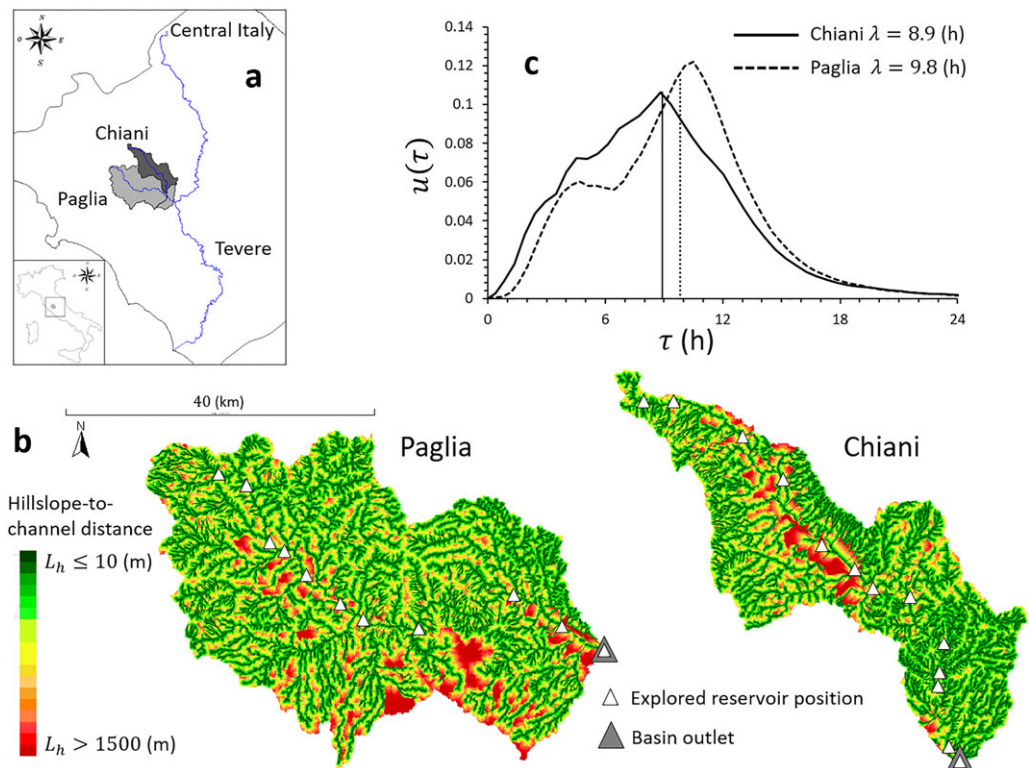 N
O
E
S
Central Italy
a
Chiani
Paglia
Tevere
c
Chiani λ = 8.9 (h)
Paglia λ = 9.8 (h)
0.14
0.12
0.1
0.08
0.06
0.04
0.02
0
u(τ)
0 6 12 18 24
τ (h)
40 (km)
b
N
Paglia
Chiani
Hillslope-to-
channel distance
L_h ≤ 10 (m)
L_h > 1500 (m)
Explored reservoir position
Basin outlet